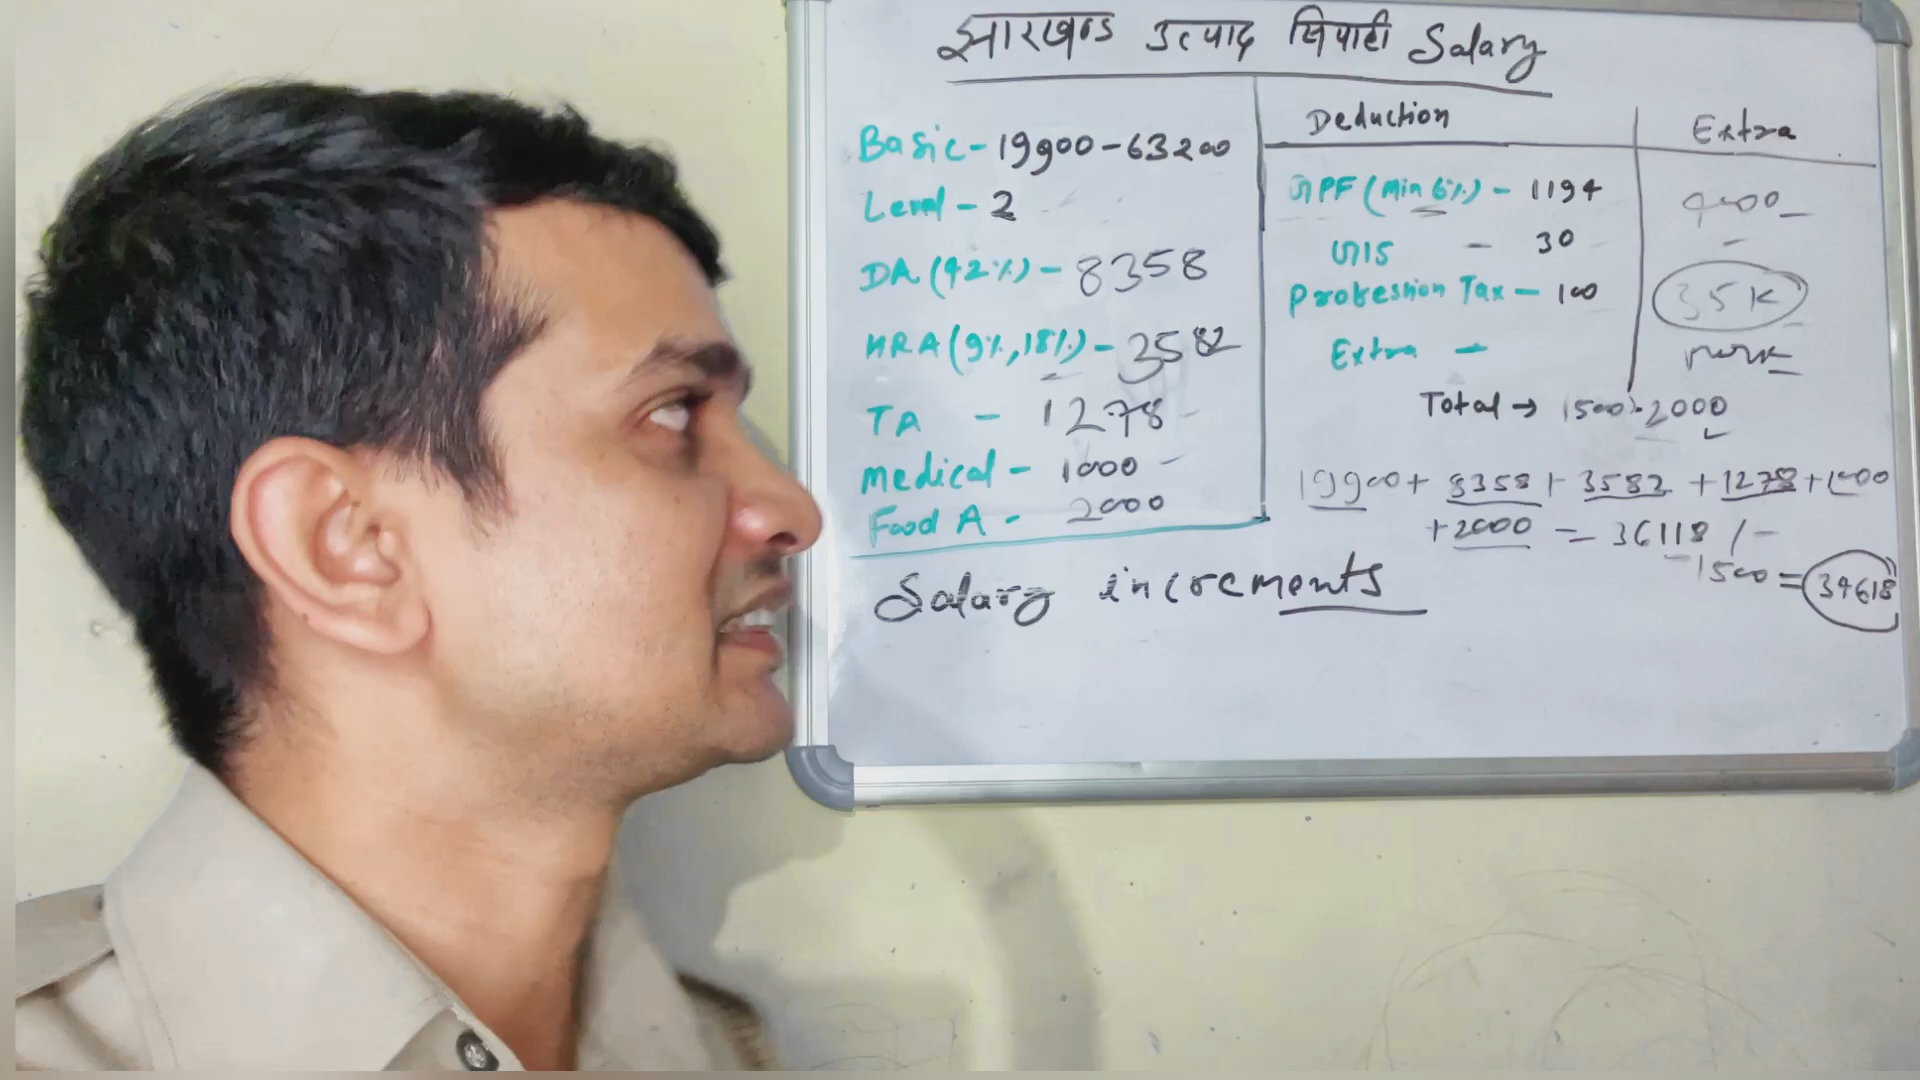 झारखण्ड उत्पाद सिपाही Salary
Basic - 19900 - 63200
Level - 2
DA (42%) - 8358
HRA (9%, 18%) - 3582
TA - 1278
Medical - 1000
Food A - 2000
Deduction
GPF (Min 6%) - 1194
GIS - 30
Profession Tax - 100
Extra -
Extra
35K
Total → 1500 - 2000
19900 + 8358 + 3582 + 1278 + 1000
+ 2000 = 36118 /-
- 1500 = 34618
Salary increments